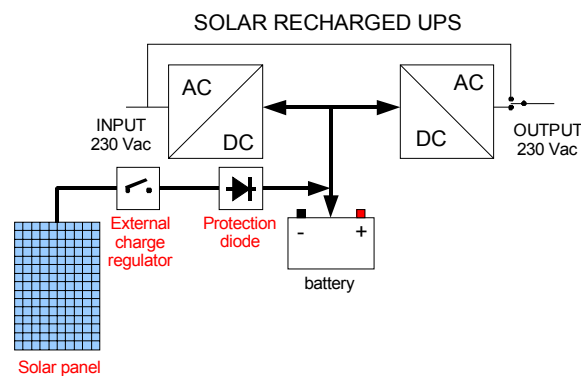 SOLAR RECHARGED UPS
AC
DC
AC
DC
INPUT
230 Vac
OUTPUT
230 Vac
External
charge
regulator
Protection
diode
- +
battery
Solar panel